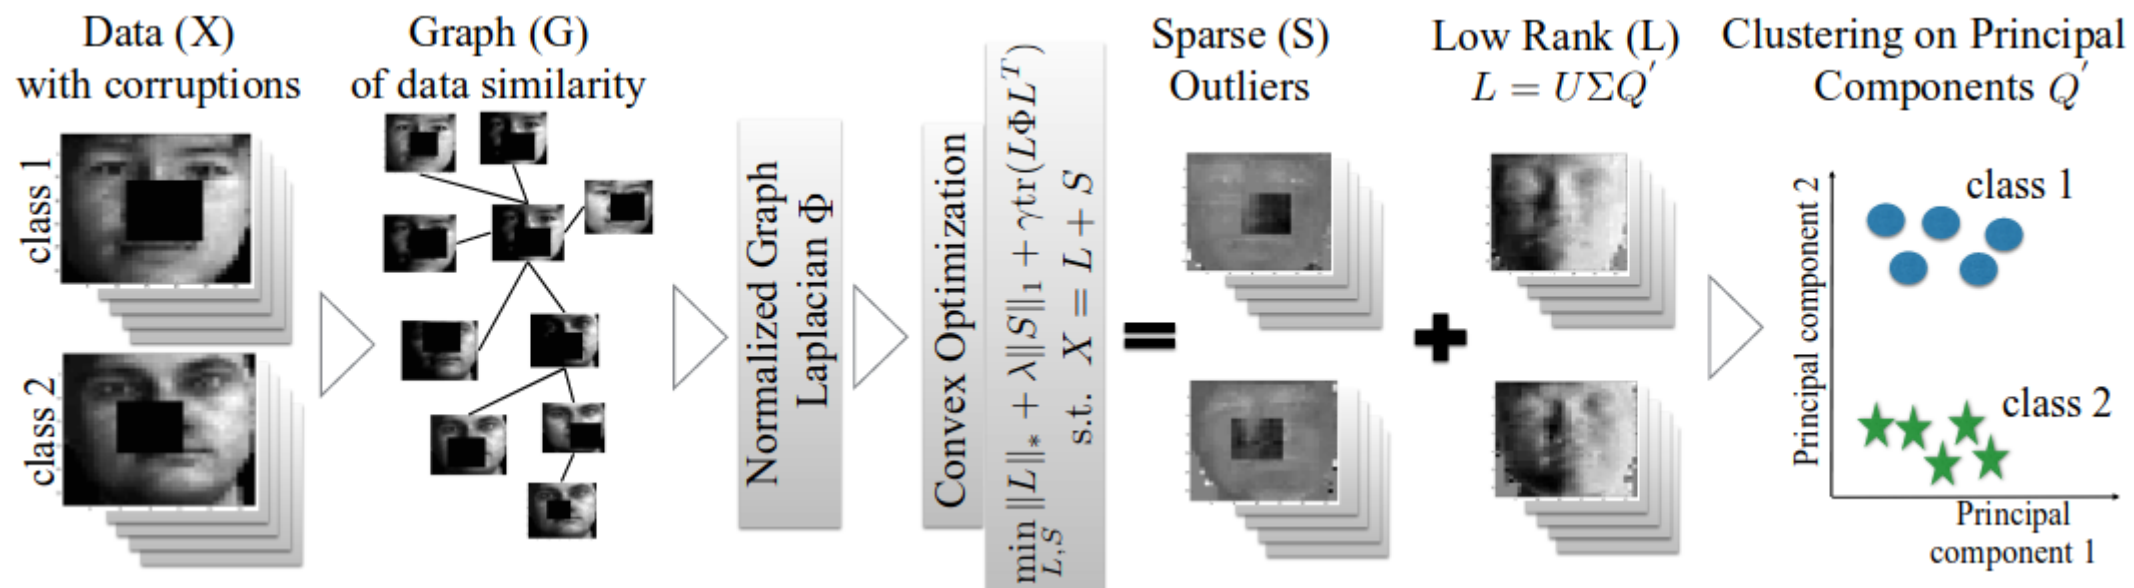 Data (X)
with corruptions
class 1
class 2
Graph (G)
of data similarity
Normalized Graph
Laplacian Φ
Convex Optimization
min ∥L∥* + λ∥S∥₁ + γtr(LΦLᵀ)
L,S
s.t. X = L + S
=
Sparse (S)
Outliers
+
Low Rank (L)
L = UΣQ′
Clustering on Principal
Components Q′
Principal component 2
class 1
class 2
Principal
component 1